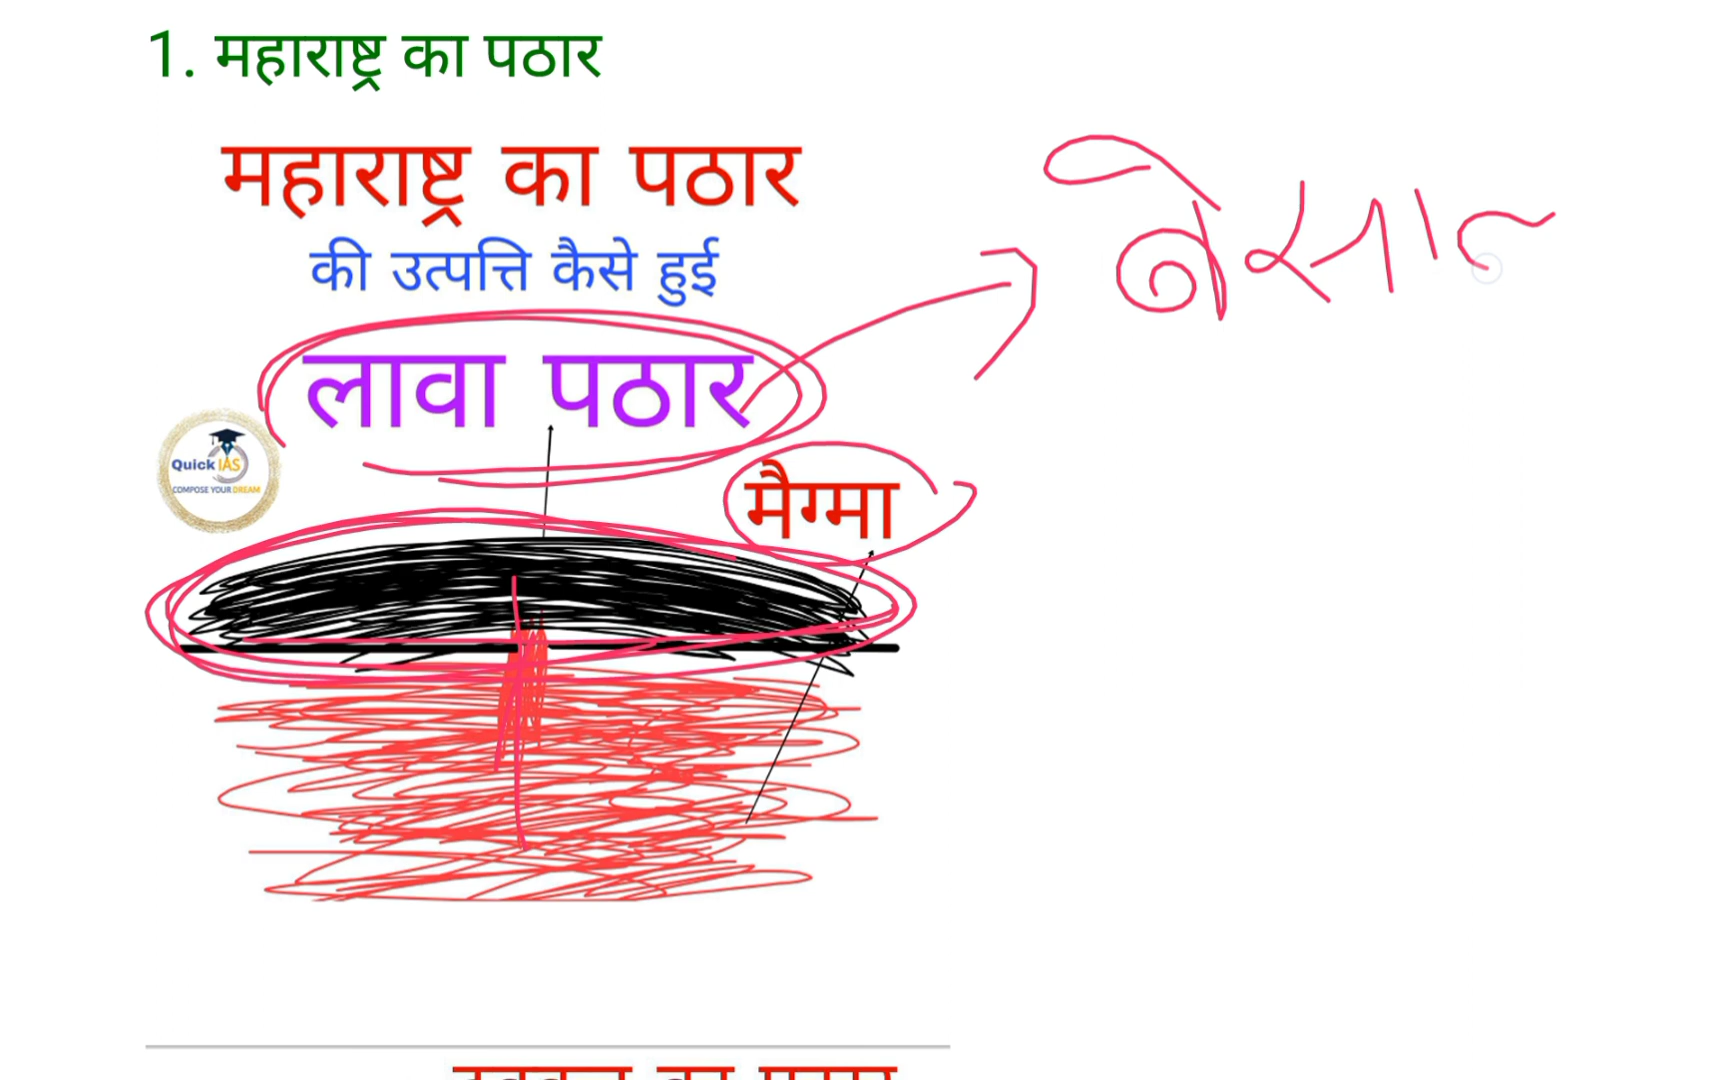 1. महाराष्ट्र का पठार
महाराष्ट्र का पठार
की उत्पत्ति कैसे हुई
लावा पठार
बेसा
Quick IAS
COMPOSE YOUR DREAM
मैग्मा